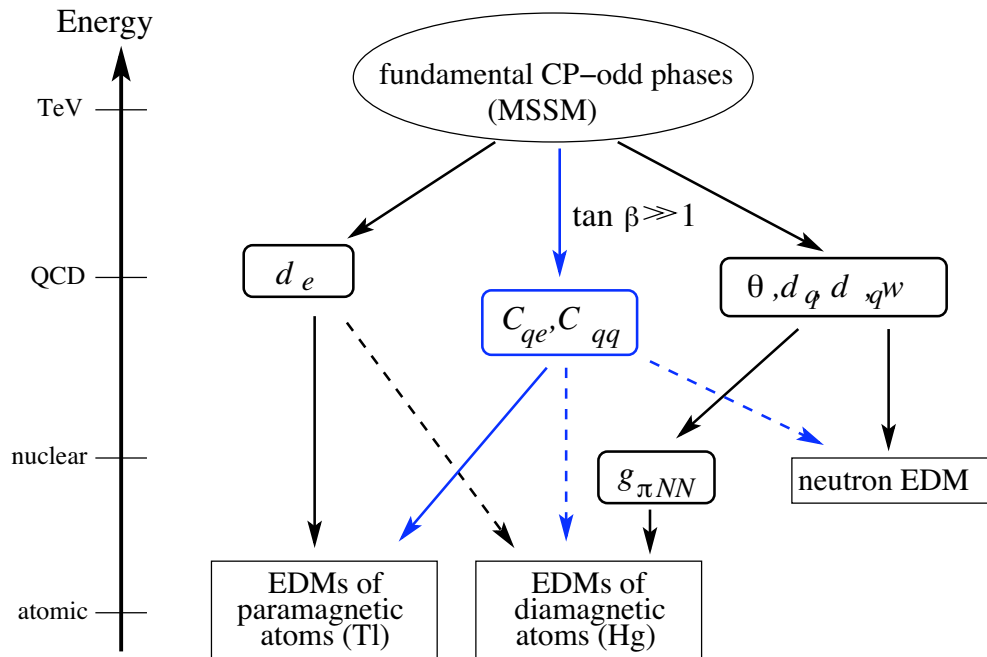 Energy
fundamental CP−odd phases
(MSSM)
TeV
tan β≫1
QCD
d e
θ ,d q, d ,q w
C qe ,C qq
nuclear
g πNN
neutron EDM
EDMs of
paramagnetic
atoms (Tl)
EDMs of
diamagnetic
atoms (Hg)
atomic